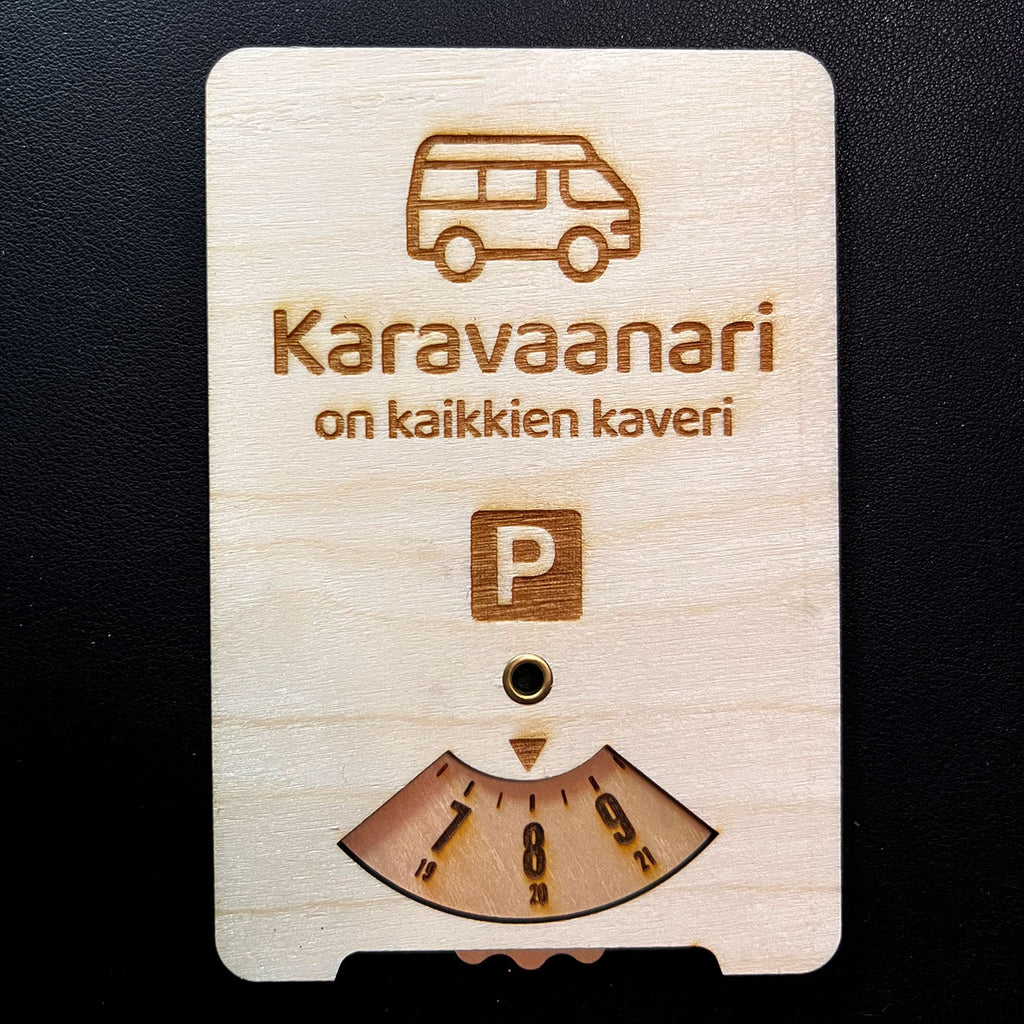 Karavaanari
on kaikkien kaveri
P
7 8 9
19 20 21